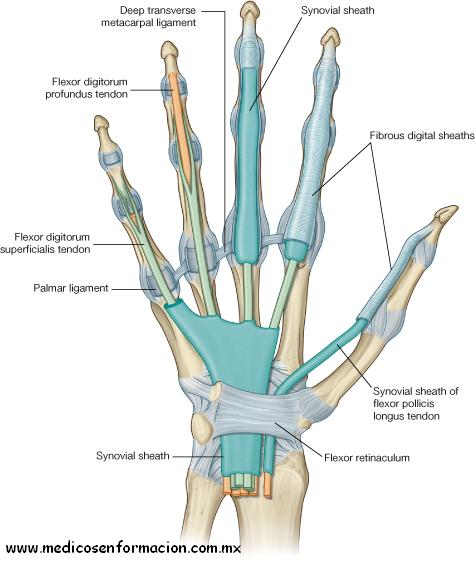 Deep transverse
metacarpal ligament
Synovial sheath
Flexor digitorum
profundus tendon
Fibrous digital sheaths
Flexor digitorum
superficialis tendon
Palmar ligament
Synovial sheath of
flexor pollicis
longus tendon
Synovial sheath
Flexor retinaculum
www.medicosenformacion.com.mx